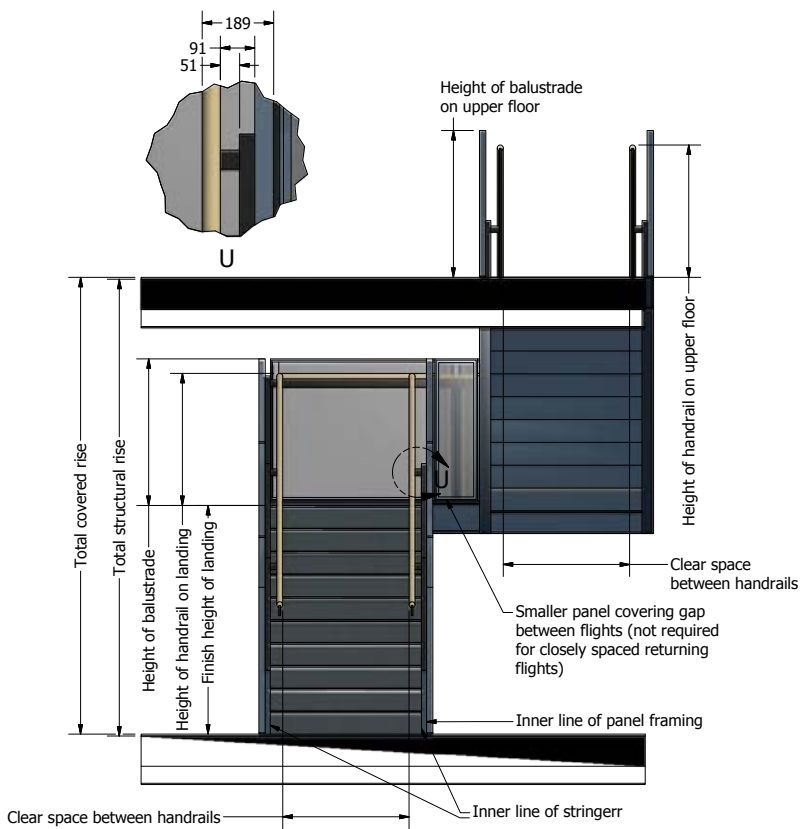 189
91
51
U
Height of balustrade
on upper floor
Height of handrail on upper floor
Total covered rise
Total structural rise
Height of balustrade
Height of handrail on landing
Finish height of landing
U
Clear space
between handrails
Smaller panel covering gap
between flights (not required
for closely spaced returning
flights)
Inner line of panel framing
Inner line of stringerr
Clear space between handrails